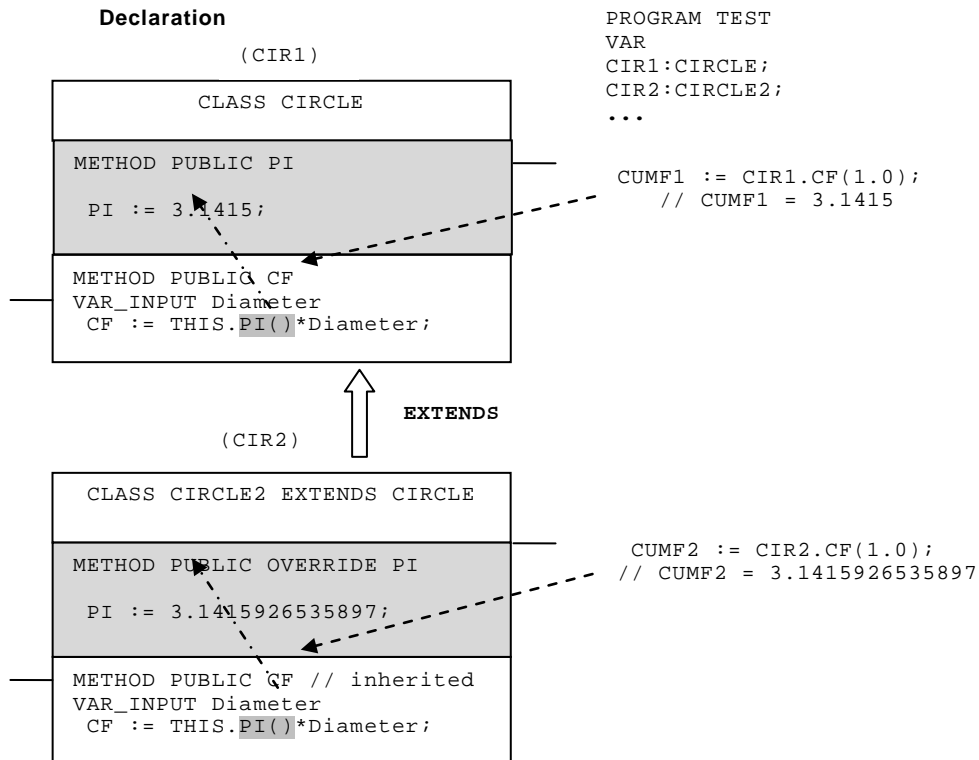 Declaration
(CIR1)
CLASS CIRCLE
METHOD PUBLIC PI
PI := 3.1415;
METHOD PUBLIC CF
VAR_INPUT Diameter
CF := THIS.PI()*Diameter;
EXTENDS
(CIR2)
CLASS CIRCLE2 EXTENDS CIRCLE
METHOD PUBLIC OVERRIDE PI
PI := 3.1415926535897;
METHOD PUBLIC CF // inherited
VAR_INPUT Diameter
CF := THIS.PI()*Diameter;
PROGRAM TEST
VAR
CIR1:CIRCLE;
CIR2:CIRCLE2;
...
CUMF1 := CIR1.CF(1.0);
// CUMF1 = 3.1415
CUMF2 := CIR2.CF(1.0);
// CUMF2 = 3.1415926535897